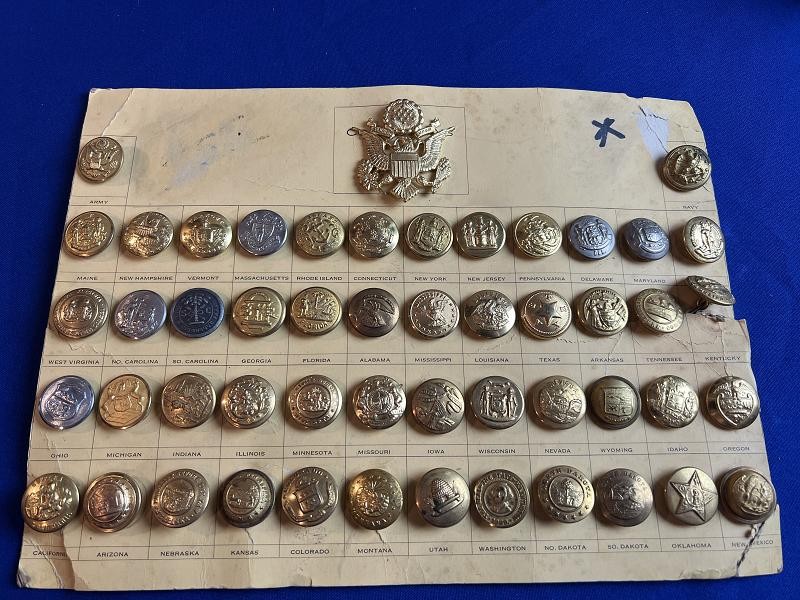 ARMY
NAVY
MAINE NEW HAMPSHIRE VERMONT MASSACHUSETTS RHODE ISLAND CONNECTICUT NEW YORK NEW JERSEY PENNSYLVANIA DELAWARE MARYLAND
WEST VIRGINIA NO. CAROLINA SO. CAROLINA GEORGIA FLORIDA ALABAMA MISSISSIPPI LOUISIANA TEXAS ARKANSAS TENNESSEE KENTUCKY
OHIO MICHIGAN INDIANA ILLINOIS MINNESOTA MISSOURI IOWA WISCONSIN NEVADA WYOMING IDAHO OREGON
CALIFORNIA ARIZONA NEBRASKA KANSAS COLORADO MONTANA UTAH WASHINGTON NO. DAKOTA SO. DAKOTA OKLAHOMA NEW MEXICO